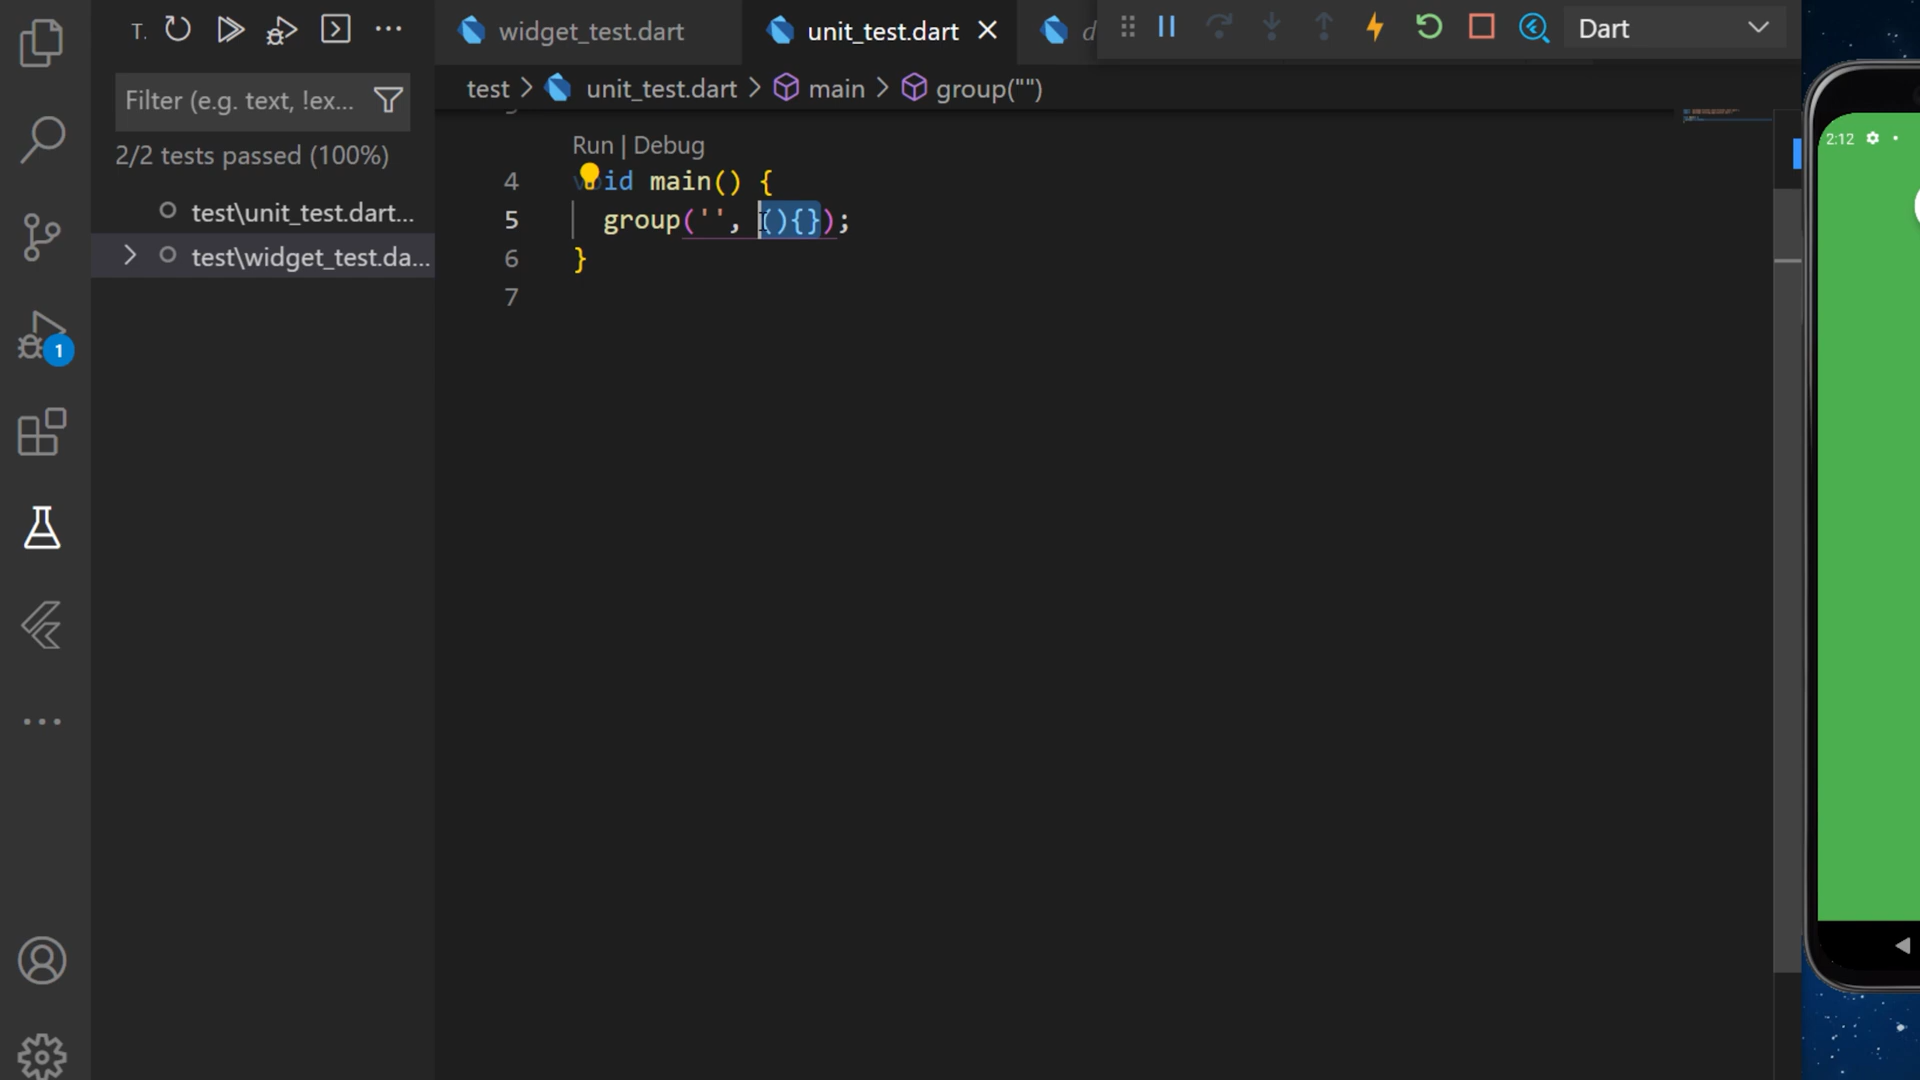 T.
widget_test.dart
unit_test.dart
d
Dart
Filter (e.g. text, !ex...
2/2 tests passed (100%)
test\unit_test.dart...
test\widget_test.da...
1
test > unit_test.dart > main > group("")
Run | Debug
4 void main() {
5 group('', (){});
6 }
7
2:12